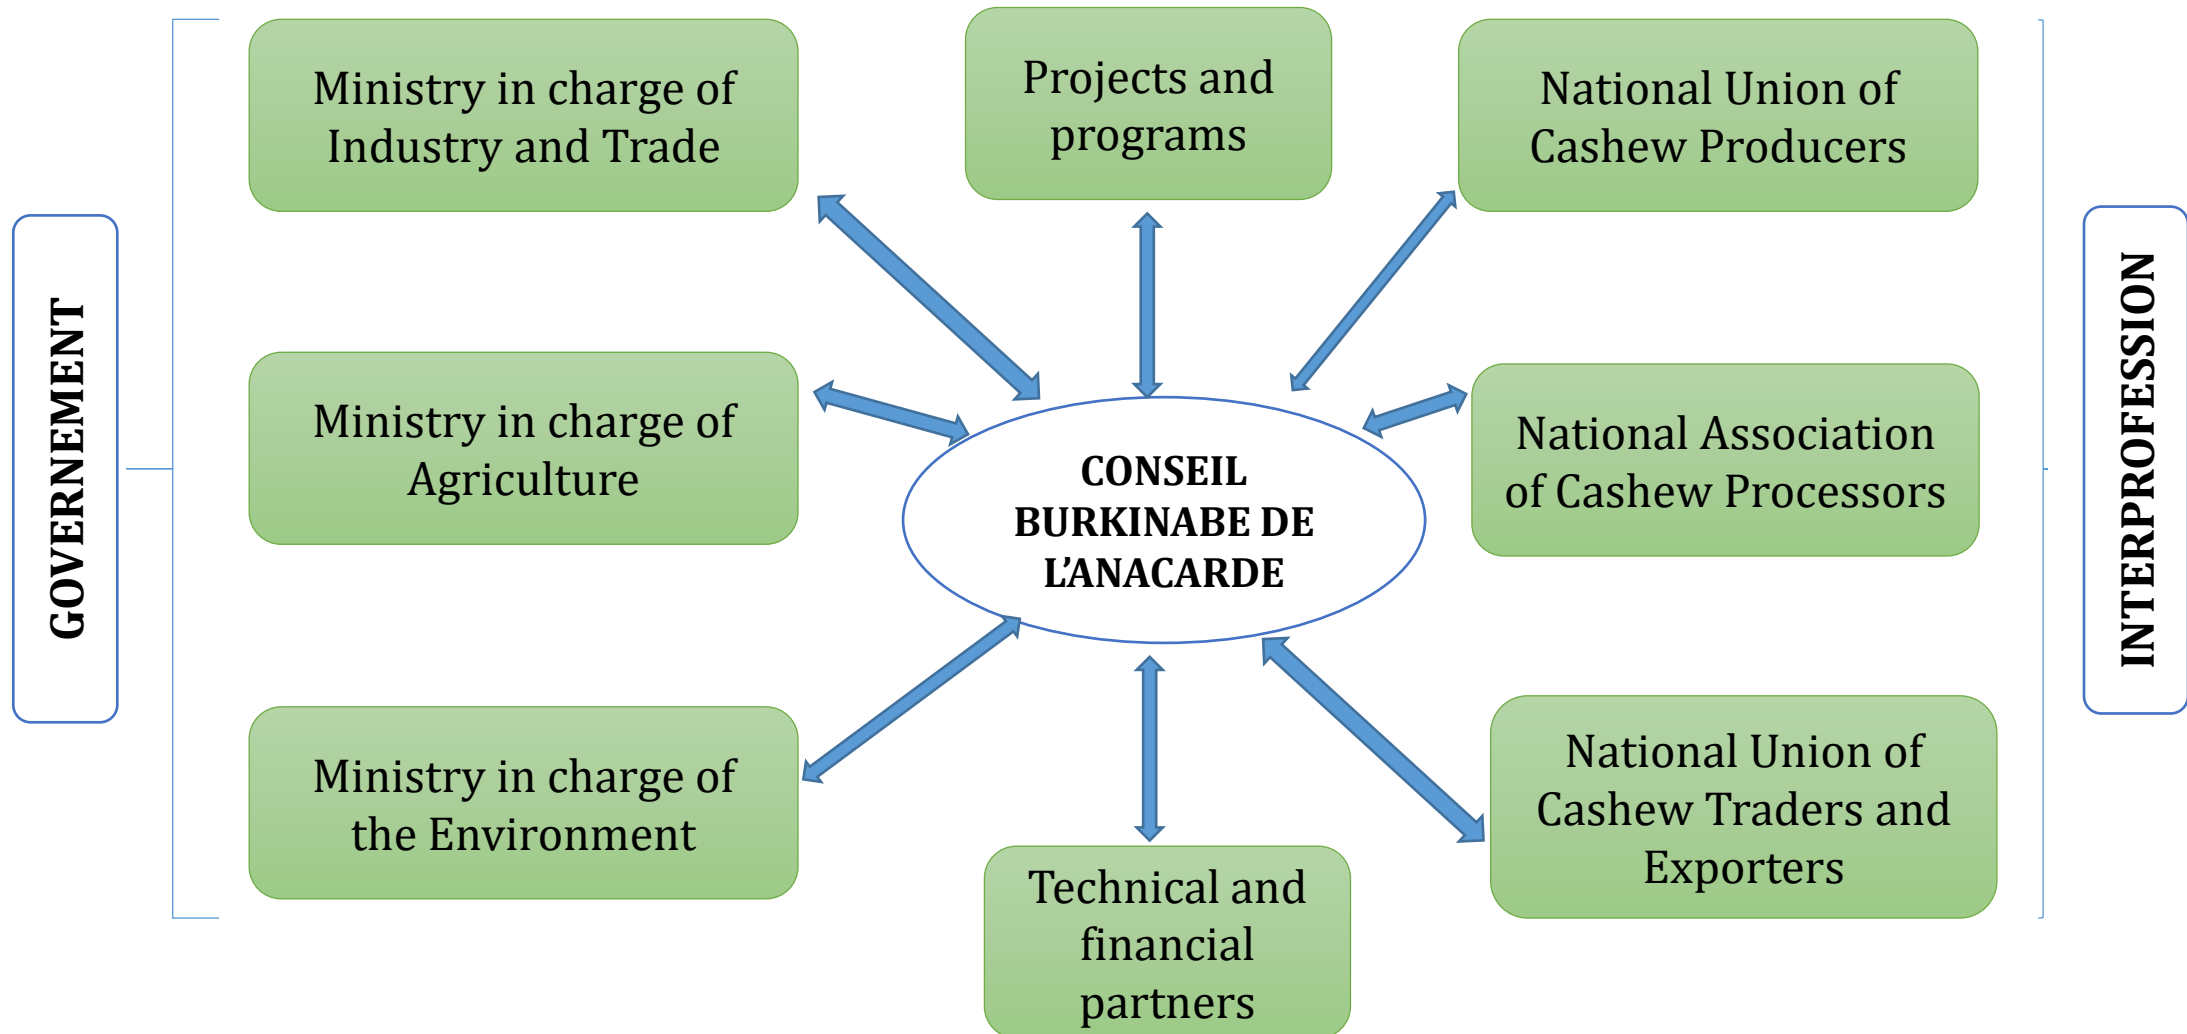 GOVERNEMENT
Ministry in charge of
Industry and Trade
Ministry in charge of
Agriculture
Ministry in charge of
the Environment
Projects and
programs
CONSEIL
BURKINABE DE
L’ANACARDE
Technical and
financial
partners
National Union of
Cashew Producers
National Association
of Cashew Processors
National Union of
Cashew Traders and
Exporters
INTERPROFESSION